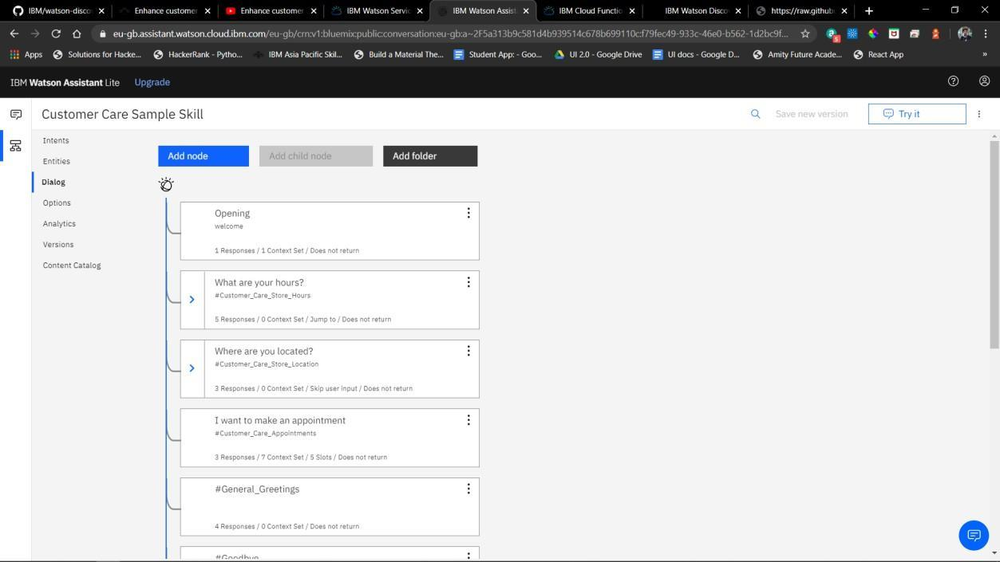 IBM/watson-disco
Enhance customer
Enhance customer
IBM Watson Servic
IBM Watson Assist
IBM Cloud Functio
IBM Watson Disco
https://raw.github
eu-gb.assistant.watson.cloud.ibm.com/eu-gb/crn:v1:bluemix:public:conversation:eu-gb:a~2F5a313b9c581d4b939514c678b699110c:f79fec49-933c-46e0-b562-1d2bc9f...
Apps
Solutions for Hacke...
HackerRank - Pytho...
IBM Asia Pacific Skil...
Build a Material The...
Student App: - Goo...
UI 2.0 - Google Drive
UI docs - Google D...
Amity Future Acade...
React App
»
IBM Watson Assistant Lite
Upgrade
Customer Care Sample Skill
Save new version
Try it
Intents
Entities
Dialog
Options
Analytics
Versions
Content Catalog
Add node
Add child node
Add folder
Opening
welcome
1 Responses / 1 Context Set / Does not return
What are your hours?
#Customer_Care_Store_Hours
5 Responses / 0 Context Set / Jump to / Does not return
Where are you located?
#Customer_Care_Store_Location
3 Responses / 0 Context Set / Skip user input / Does not return
I want to make an appointment
#Customer_Care_Appointments
3 Responses / 7 Context Set / 5 Slots / Does not return
#General_Greetings
4 Responses / 0 Context Set / Does not return
#Goodbye